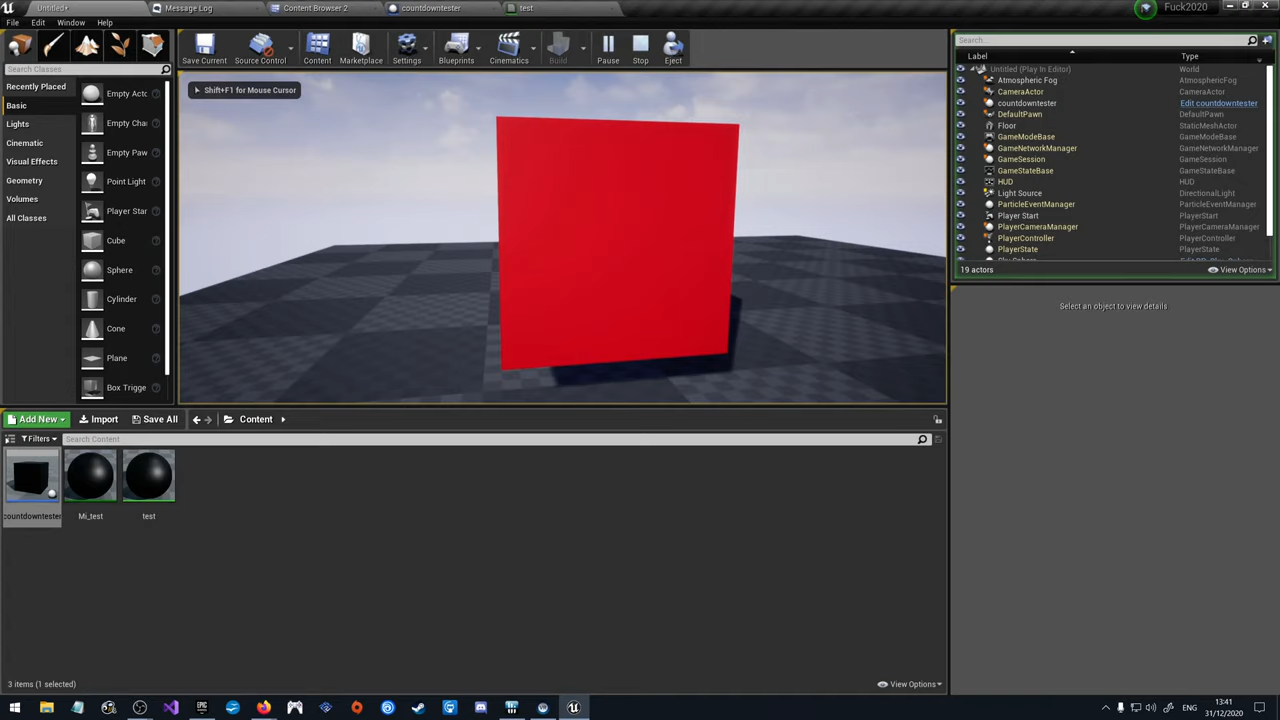 Untitled*
Message Log
Content Browser 2
countdowntester
test
Fuck2020
File
Edit
Window
Help
Search Classes
Recently Placed
Basic
Lights
Cinematic
Visual Effects
Geometry
Volumes
All Classes
Empty Acto
Empty Cha
Empty Paw
Point Light
Player Star
Cube
Sphere
Cylinder
Cone
Plane
Box Trigge
Save Current
Source Control
Content
Marketplace
Settings
Blueprints
Cinematics
Build
Pause
Stop
Eject
Shift+F1 for Mouse Cursor
Search...
Label
Type
Untitled (Play In Editor)
World
Atmospheric Fog
AtmosphericFog
CameraActor
CameraActor
countdowntester
Edit countdowntester
DefaultPawn
DefaultPawn
Floor
StaticMeshActor
GameModeBase
GameModeBase
GameNetworkManager
GameNetworkManager
GameSession
GameSession
GameStateBase
GameStateBase
HUD
HUD
Light Source
DirectionalLight
ParticleEventManager
ParticleEventManager
Player Start
PlayerStart
PlayerCameraManager
PlayerCameraManager
PlayerController
PlayerController
PlayerState
PlayerState
19 actors
View Options
Select an object to view details
Add New
Import
Save All
Content
Filters
Search Content
countdowntester
Mi_test
test
3 items (1 selected)
View Options
ENG
13:41
31/12/2020